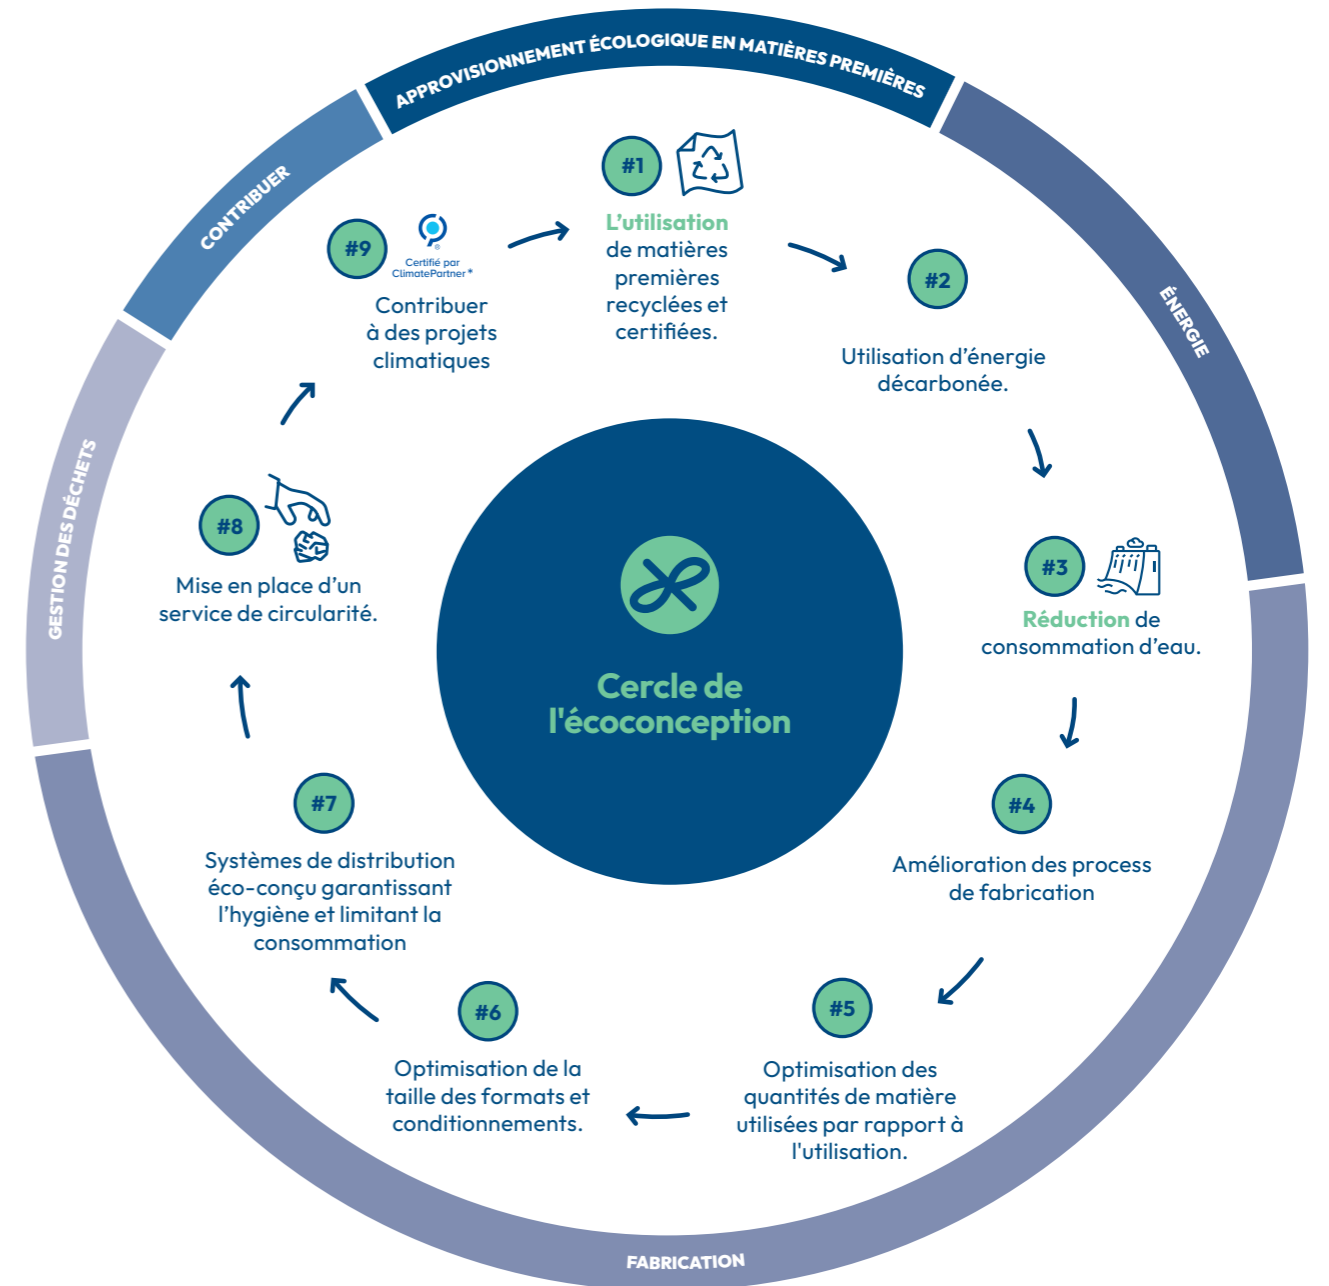 APPROVISIONNEMENT ÉCOLOGIQUE EN MATIÈRES PREMIÈRES
#1
L'utilisation
de matières
premières
recyclées et
certifiées.
ÉNERGIE
#2
Utilisation d'énergie
décarbonée.
#3
Réduction de
consommation d'eau.
FABRICATION
#4
Amélioration des process
de fabrication
#5
Optimisation des
quantités de matière
utilisées par rapport à
l'utilisation.
#6
Optimisation de la
taille des formats et
conditionnements.
#7
Systèmes de distribution
éco-conçu garantissant
l'hygiène et limitant la
consommation
GESTION DES DÉCHETS
#8
Mise en place d'un
service de circularité.
CONTRIBUER
#9
Certifié par
ClimatePartner*
Contribuer
à des projets
climatiques
Cercle de
l'écoconception